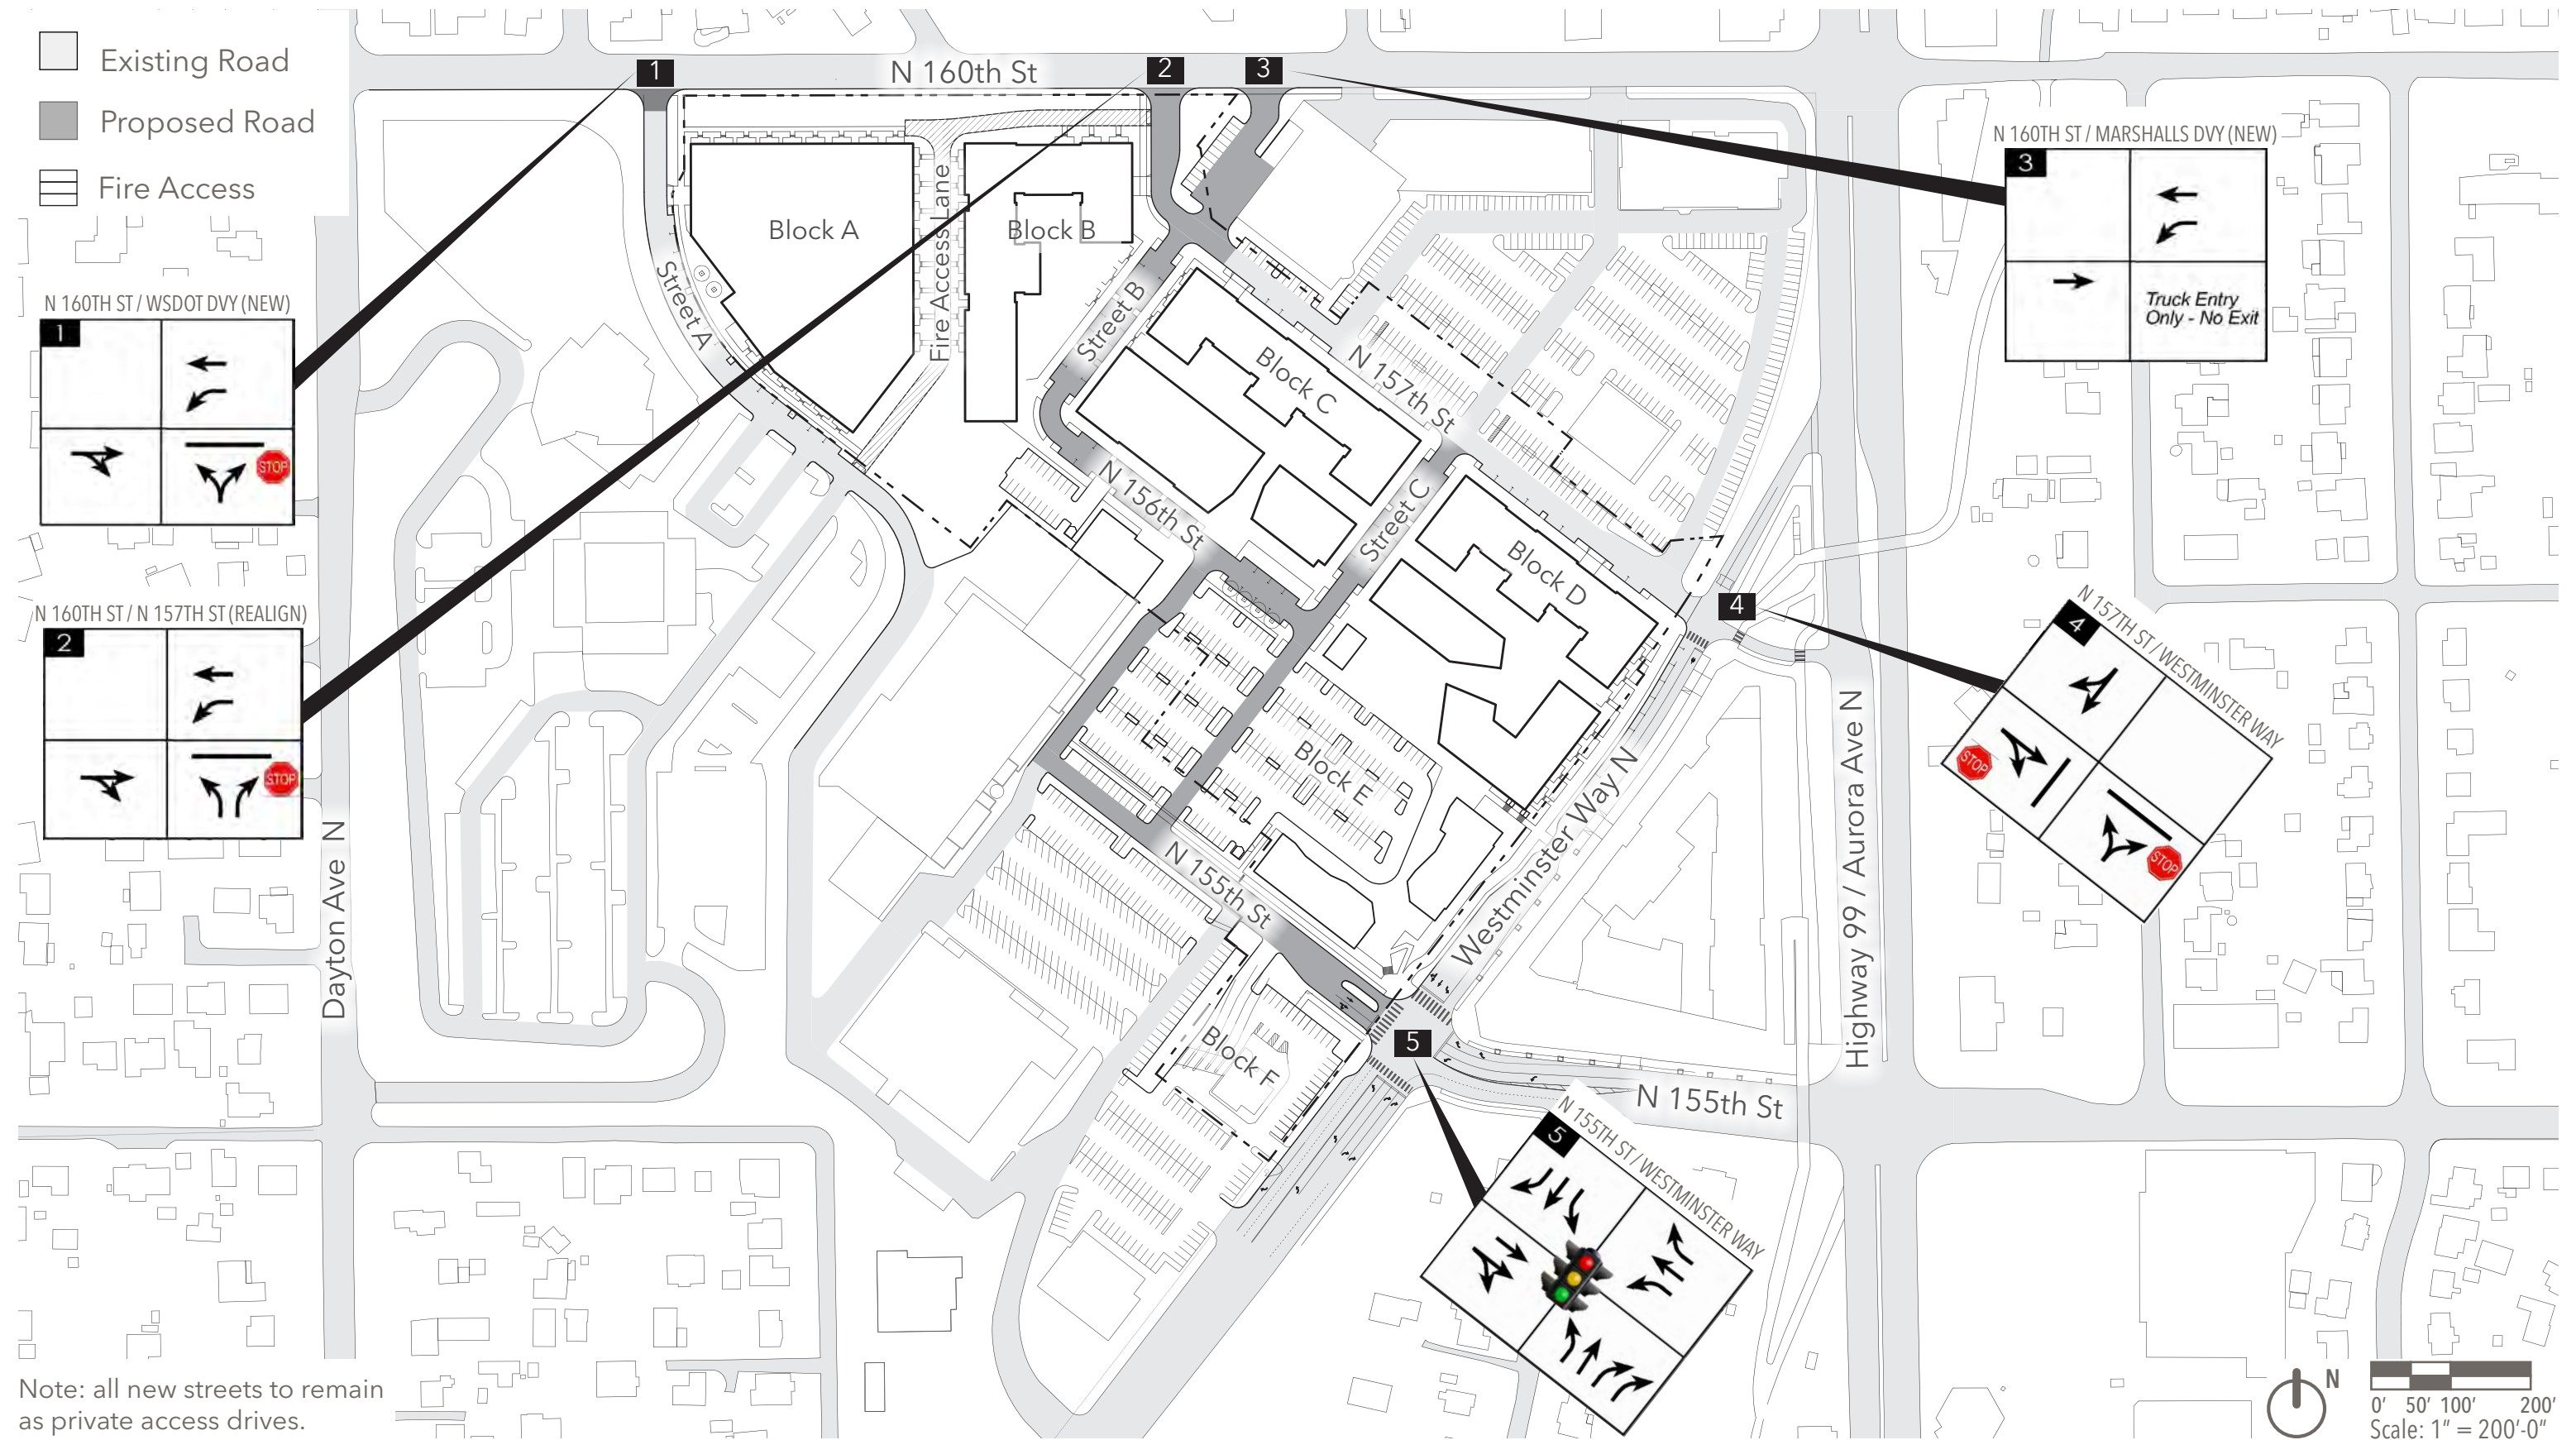 Existing Road
Proposed Road
Fire Access
1
N 160th St
2
3
N 160TH ST / MARSHALLS DVY (NEW)
3
Truck Entry
Only - No Exit
Block A
Fire Access Lane
Block B
Street A
Street B
N 160TH ST / WSDOT DVY (NEW)
1
STOP
Block C
N 157th St
N 156th St
Street C
Block D
4
N 157TH ST / WESTMINSTER WAY
4
STOP
STOP
N 160TH ST / N 157TH ST (REALIGN)
2
STOP
Dayton Ave N
Block E
Westminster Way N
Highway 99 / Aurora Ave N
N 155th St
Block F
5
N 155th St
N 155TH ST / WESTMINSTER WAY
5
Note: all new streets to remain
as private access drives.
N
0' 50' 100' 200'
Scale: 1" = 200'-0"